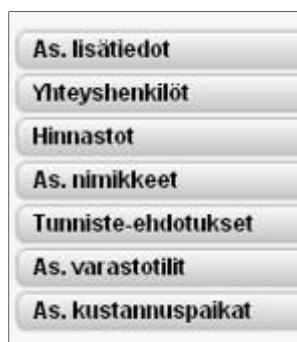 As. lisätiedot
Yhteyshenkilöt
Hinnastot
As. nimikkeet
Tunniste-ehdotukset
As. varastotilit
As. kustannuspaikat